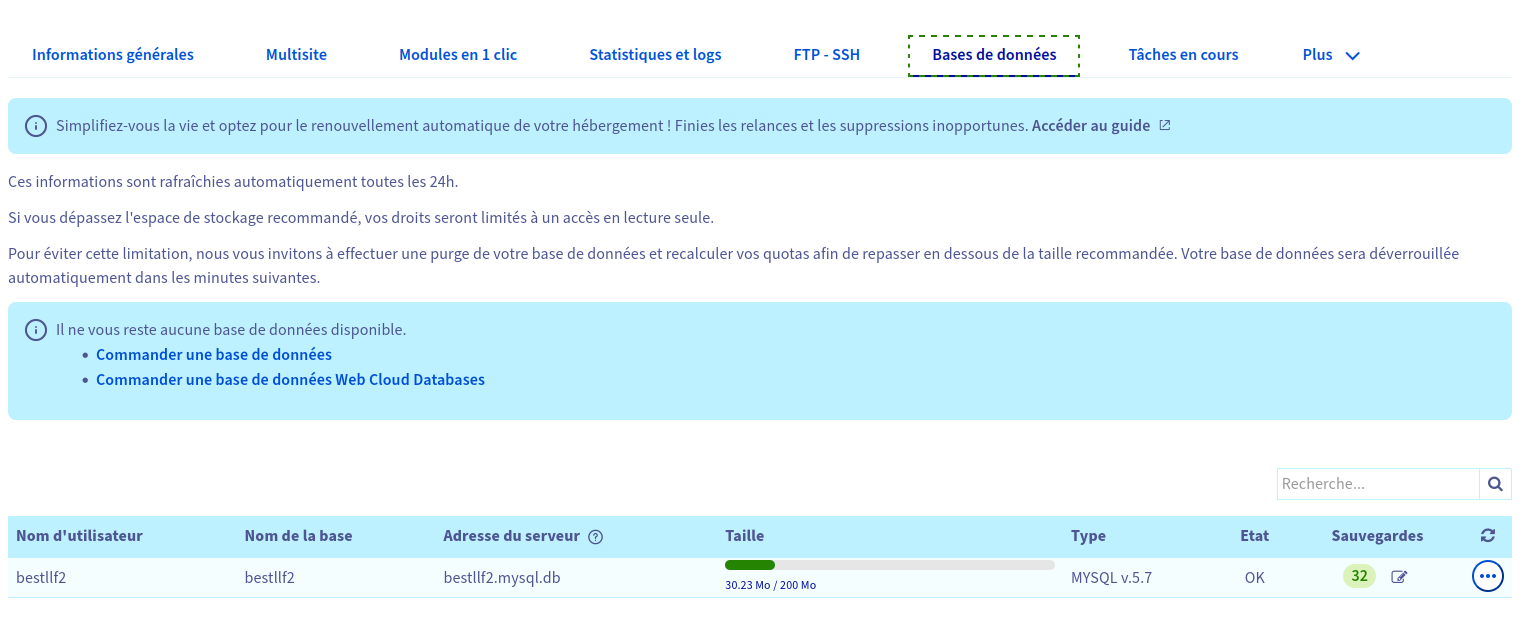 Informations générales Multisite Modules en 1 clic Statistiques et logs FTP - SSH Bases de données Tâches en cours Plus
Simplifiez-vous la vie et optez pour le renouvellement automatique de votre hébergement ! Finies les relances et les suppressions inopportunes. Accéder au guide
Ces informations sont rafraîchies automatiquement toutes les 24h.
Si vous dépassez l'espace de stockage recommandé, vos droits seront limités à un accès en lecture seule.
Pour éviter cette limitation, nous vous invitons à effectuer une purge de votre base de données et recalculer vos quotas afin de repasser en dessous de la taille recommandée. Votre base de données sera déverrouillée
automatiquement dans les minutes suivantes.
Il ne vous reste aucune base de données disponible.
• Commander une base de données
• Commander une base de données Web Cloud Databases
Recherche...
Nom d'utilisateur Nom de la base Adresse du serveur Taille Type Etat Sauvegardes
bestllf2 bestllf2 bestllf2.mysql.db 30.23 Mo / 200 Mo MYSQL v.5.7 OK 32